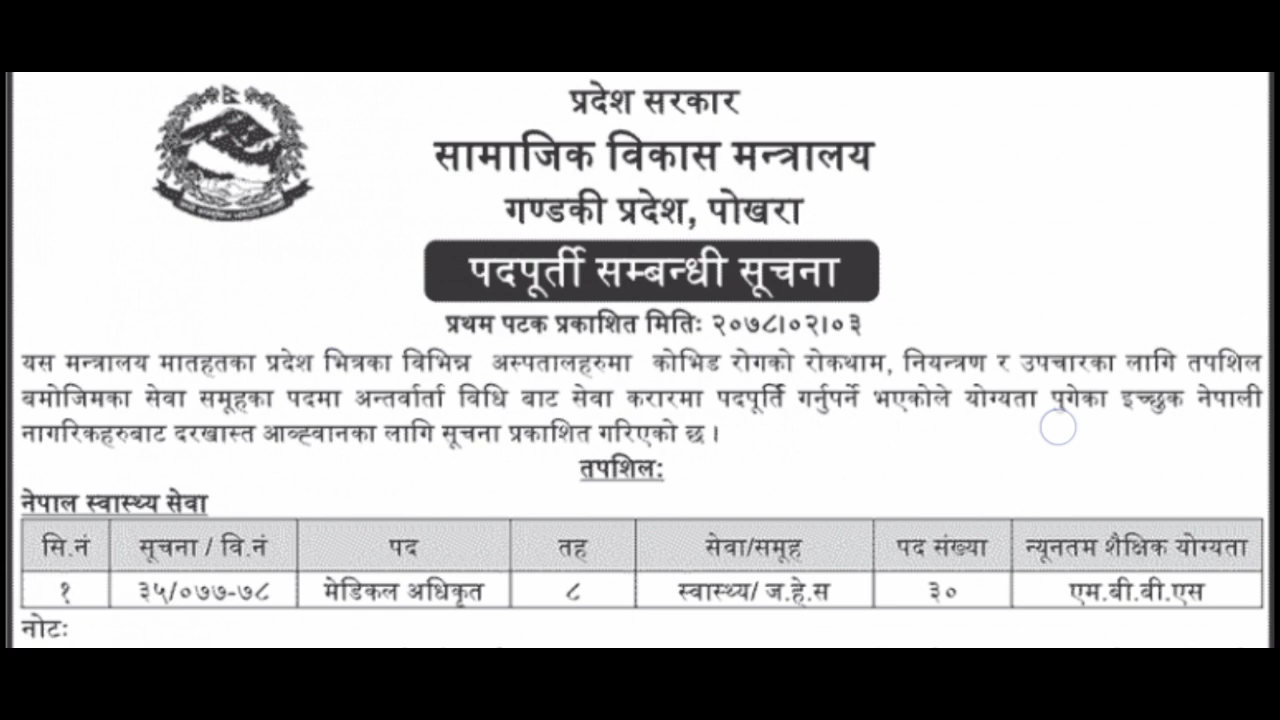 प्रदेश सरकार
सामाजिक विकास मन्त्रालय
गण्डकी प्रदेश, पोखरा
पदपूर्ती सम्बन्धी सूचना
प्रथम पटक प्रकाशित मितिः २०७८।०२।०३
यस मन्त्रालय मातहतका प्रदेश भित्रका विभिन्न अस्पतालहरुमा कोभिड रोगको रोकथाम, नियन्त्रण र उपचारका लागि तपशिल
बमोजिमका सेवा समूहका पदमा अन्तर्वार्ता विधि बाट सेवा करारमा पदपूर्ति गर्नुपर्ने भएकोले योग्यता पुगेका इच्छुक नेपाली
नागरिकहरुबाट दरखास्त आव्ह्वानका लागि सूचना प्रकाशित गरिएको छ ।
तपशिल:
नेपाल स्वास्थ्य सेवा
सि.नं सूचना / वि.नं पद तह सेवा/समूह पद संख्या न्यूनतम शैक्षिक योग्यता
१ ३५/०७७-७८ मेडिकल अधिकृत ८ स्वास्थ्य/ ज.हे.स ३० एम.बी.बी.एस
नोटः